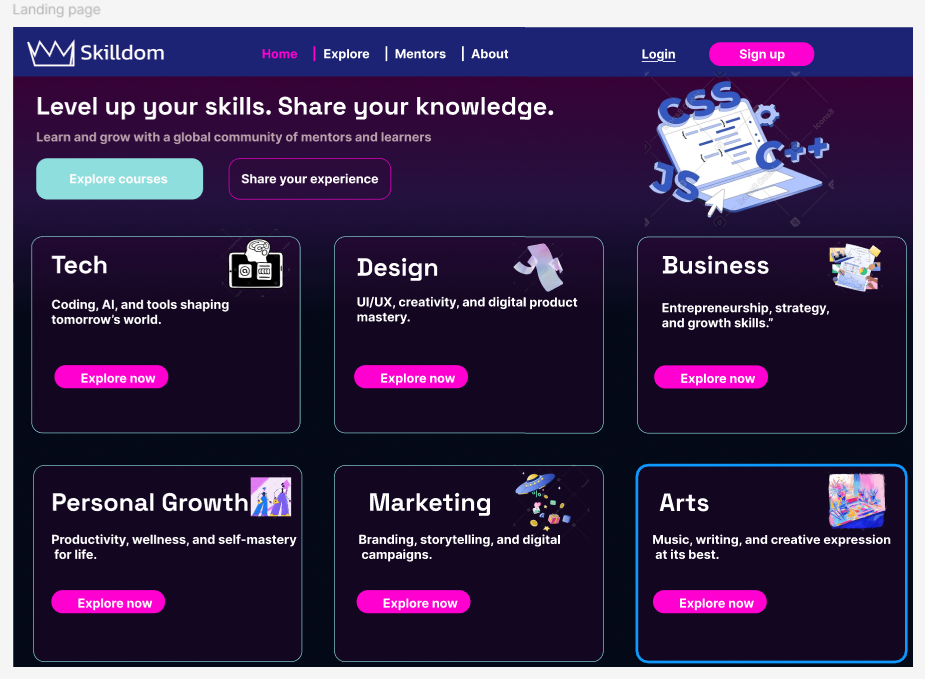 Landing page
Skilldom
Home
Explore
Mentors
About
Login
Sign up
Level up your skills. Share your knowledge.
Learn and grow with a global community of mentors and learners
Explore courses
Share your experience
CSS
C++
JS
Tech
Coding, AI, and tools shaping
tomorrow’s world.
Explore now
Design
UI/UX, creativity, and digital product
mastery.
Explore now
Business
Entrepreneurship, strategy,
and growth skills.”
Explore now
Personal Growth
Productivity, wellness, and self-mastery
for life.
Explore now
Marketing
Branding, storytelling, and digital
campaigns.
Explore now
Arts
Music, writing, and creative expression
at its best.
Explore now